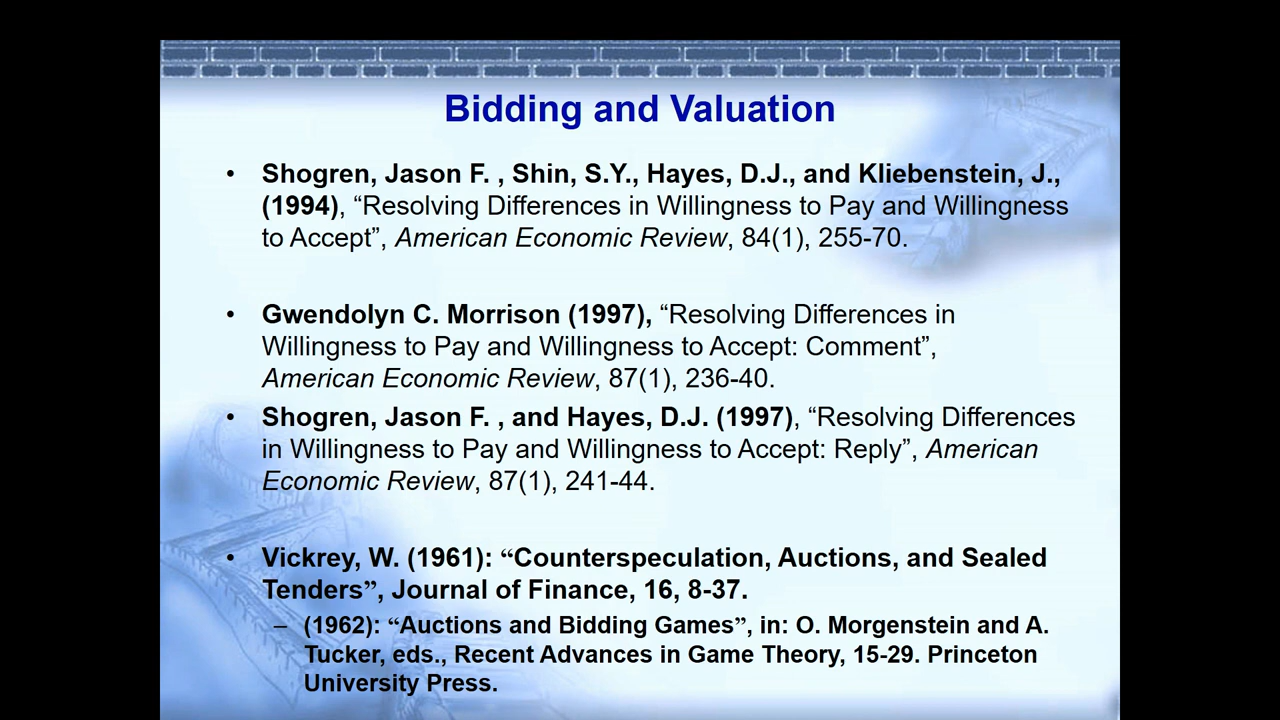 Bidding and Valuation
• Shogren, Jason F. , Shin, S.Y., Hayes, D.J., and Kliebenstein, J.,
(1994), “Resolving Differences in Willingness to Pay and Willingness
to Accept”, American Economic Review, 84(1), 255-70.
• Gwendolyn C. Morrison (1997), “Resolving Differences in
Willingness to Pay and Willingness to Accept: Comment”,
American Economic Review, 87(1), 236-40.
• Shogren, Jason F. , and Hayes, D.J. (1997), “Resolving Differences
in Willingness to Pay and Willingness to Accept: Reply”, American
Economic Review, 87(1), 241-44.
• Vickrey, W. (1961): “Counterspeculation, Auctions, and Sealed
Tenders”, Journal of Finance, 16, 8-37.
– (1962): “Auctions and Bidding Games”, in: O. Morgenstein and A.
Tucker, eds., Recent Advances in Game Theory, 15-29. Princeton
University Press.